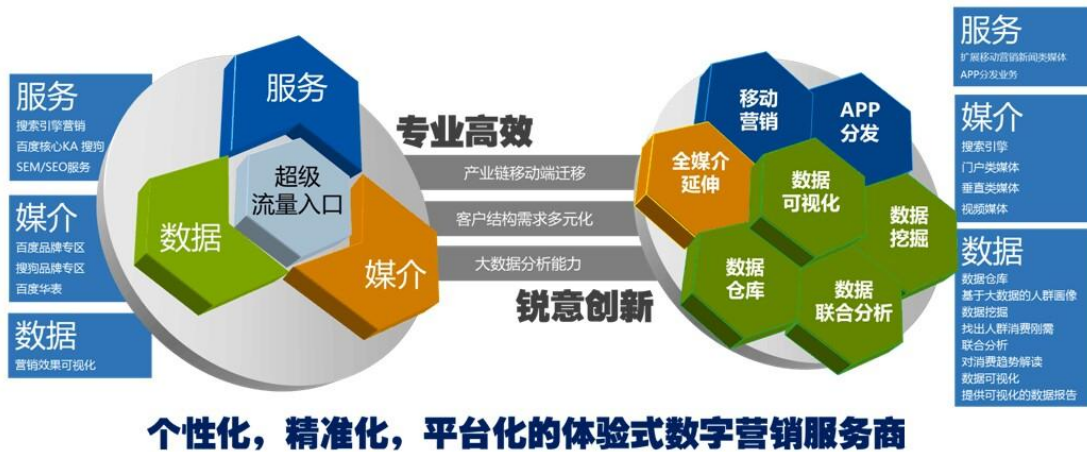 服务
搜索引擎营销
百度核心KA 搜狗
SEM/SEO服务
媒介
百度品牌专区
搜狗品牌专区
百度华表
数据
营销效果可视化
服务
超级
流量入口
数据
媒介
专业高效
产业链移动端迁移
客户结构需求多元化
大数据分析能力
锐意创新
移动
营销
APP
分发
全媒介
延伸
数据
可视化
数据
挖掘
数据
仓库
数据
联合分析
服务
扩展移动营销新闻类媒体
APP分发业务
媒介
搜索引擎
门户类媒体
垂直类媒体
视频媒体
数据
数据仓库
基于大数据的人群画像
数据挖掘
找出人群消费刚需
联合分析
对消费趋势解读
数据可视化
提供可视化的数据报告
个性化，精准化，平台化的体验式数字营销服务商